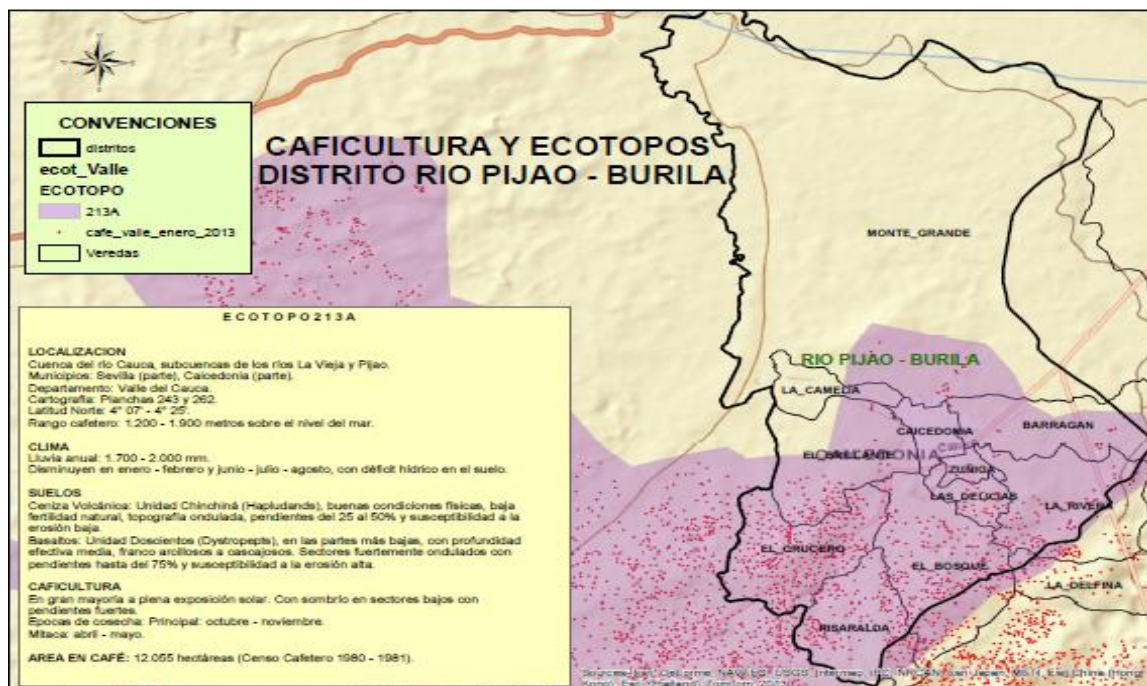 CONVENCIONES
distritos
ecot_Valle
ECOTOPO
213A
cafe_valle_enero_2013
Veredas
CAFICULTURA Y ECOTOPOS
DISTRITO RIO PIJAO - BURILA
MONTE_GRANDE
RIO PIJAO - BURILA
LA_CAMELIA
CAICEDONIA
BARRAGAN
EL_BRILLANTE
ZUÑIGA
LAS_DELICIAS
LA_RIVERA
EL_CRUCERO
EL_BOSQUE
LA_DELFINA
RISARALDA
E C O T O P O 2 1 3 A
LOCALIZACION
Cuenca del río Cauca, subcuencas de los ríos La Vieja y Pijao.
Municipios: Sevilla (parte), Caicedonia (parte).
Departamento: Valle del Cauca.
Cartografía: Planchas 243 y 262.
Latitud Norte: 4° 07' - 4° 25'.
Rango cafetero: 1.200 - 1.900 metros sobre el nivel del mar.
CLIMA
Lluvia anual: 1.700 - 2.000 mm.
Disminuyen en enero - febrero y junio - julio - agosto, con déficit hídrico en el suelo.
SUELOS
Ceniza Volcánica: Unidad Chinchiná (Hapludands), buenas condiciones físicas, baja
fertilidad natural, topografía ondulada, pendientes del 25 al 50% y susceptibilidad a la
erosión baja.
Basaltos: Unidad Doscientos (Dystropepts), en las partes más bajas, con profundidad
efectiva media, franco arcillosos a cascajosos. Sectores fuertemente ondulados con
pendientes hasta del 75% y susceptibilidad a la erosión alta.
CAFICULTURA
En gran mayoría a plena exposición solar. Con sombrío en sectores bajos con
pendientes fuertes.
Epocas de cosecha: Principal: octubre - noviembre.
Mitaca: abril - mayo.
AREA EN CAFÉ: 12.055 hectáreas (Censo Cafetero 1980 - 1981).